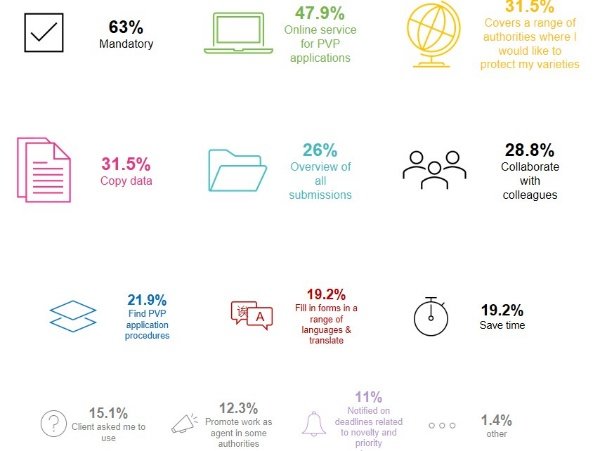 63%
Mandatory
47.9%
Online service
for PVP
applications
31.5%
Covers a range of
authorities where I
would like to
protect my varieties
31.5%
Copy data
26%
Overview of
all
submissions
28.8%
Collaborate
with
colleagues
21.9%
Find PVP
application
procedures
误 A
19.2%
Fill in forms in a
range of
languages &
translate
19.2%
Save time
?
15.1%
Client asked me to
use
12.3%
Promote work as
agent in some
authorities
11%
Notified on
deadlines related
to novelty and
priority
1.4%
other